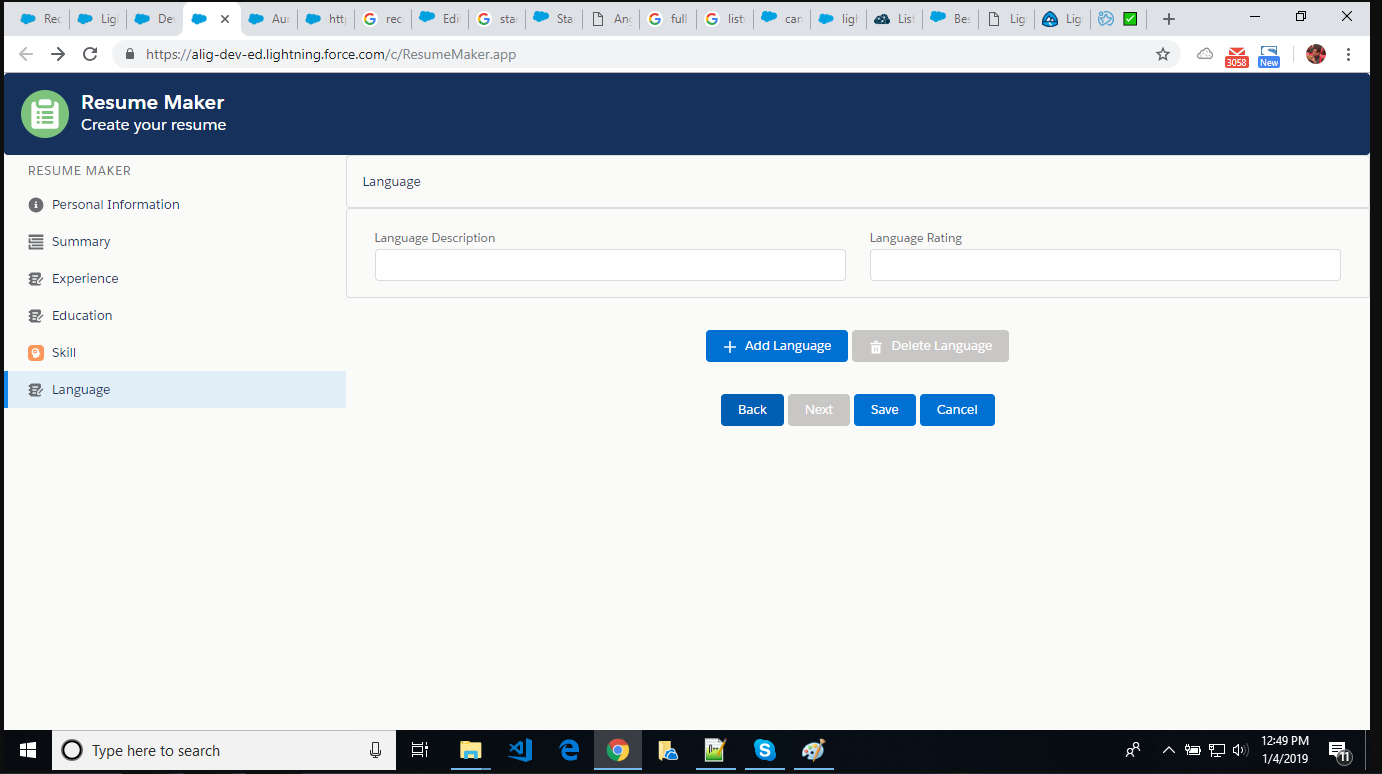 Rec Ligl Dev Aur http rec Edi sta Sta Ang full list can ligh List Bes Lig Lig
https://alig-dev-ed.lightning.force.com/c/ResumeMaker.app
3058 New
Resume Maker
Create your resume
RESUME MAKER
Personal Information
Summary
Experience
Education
Skill
Language
Language
Language Description Language Rating
Add Language Delete Language
Back Next Save Cancel
Type here to search
12:49 PM
1/4/2019
11